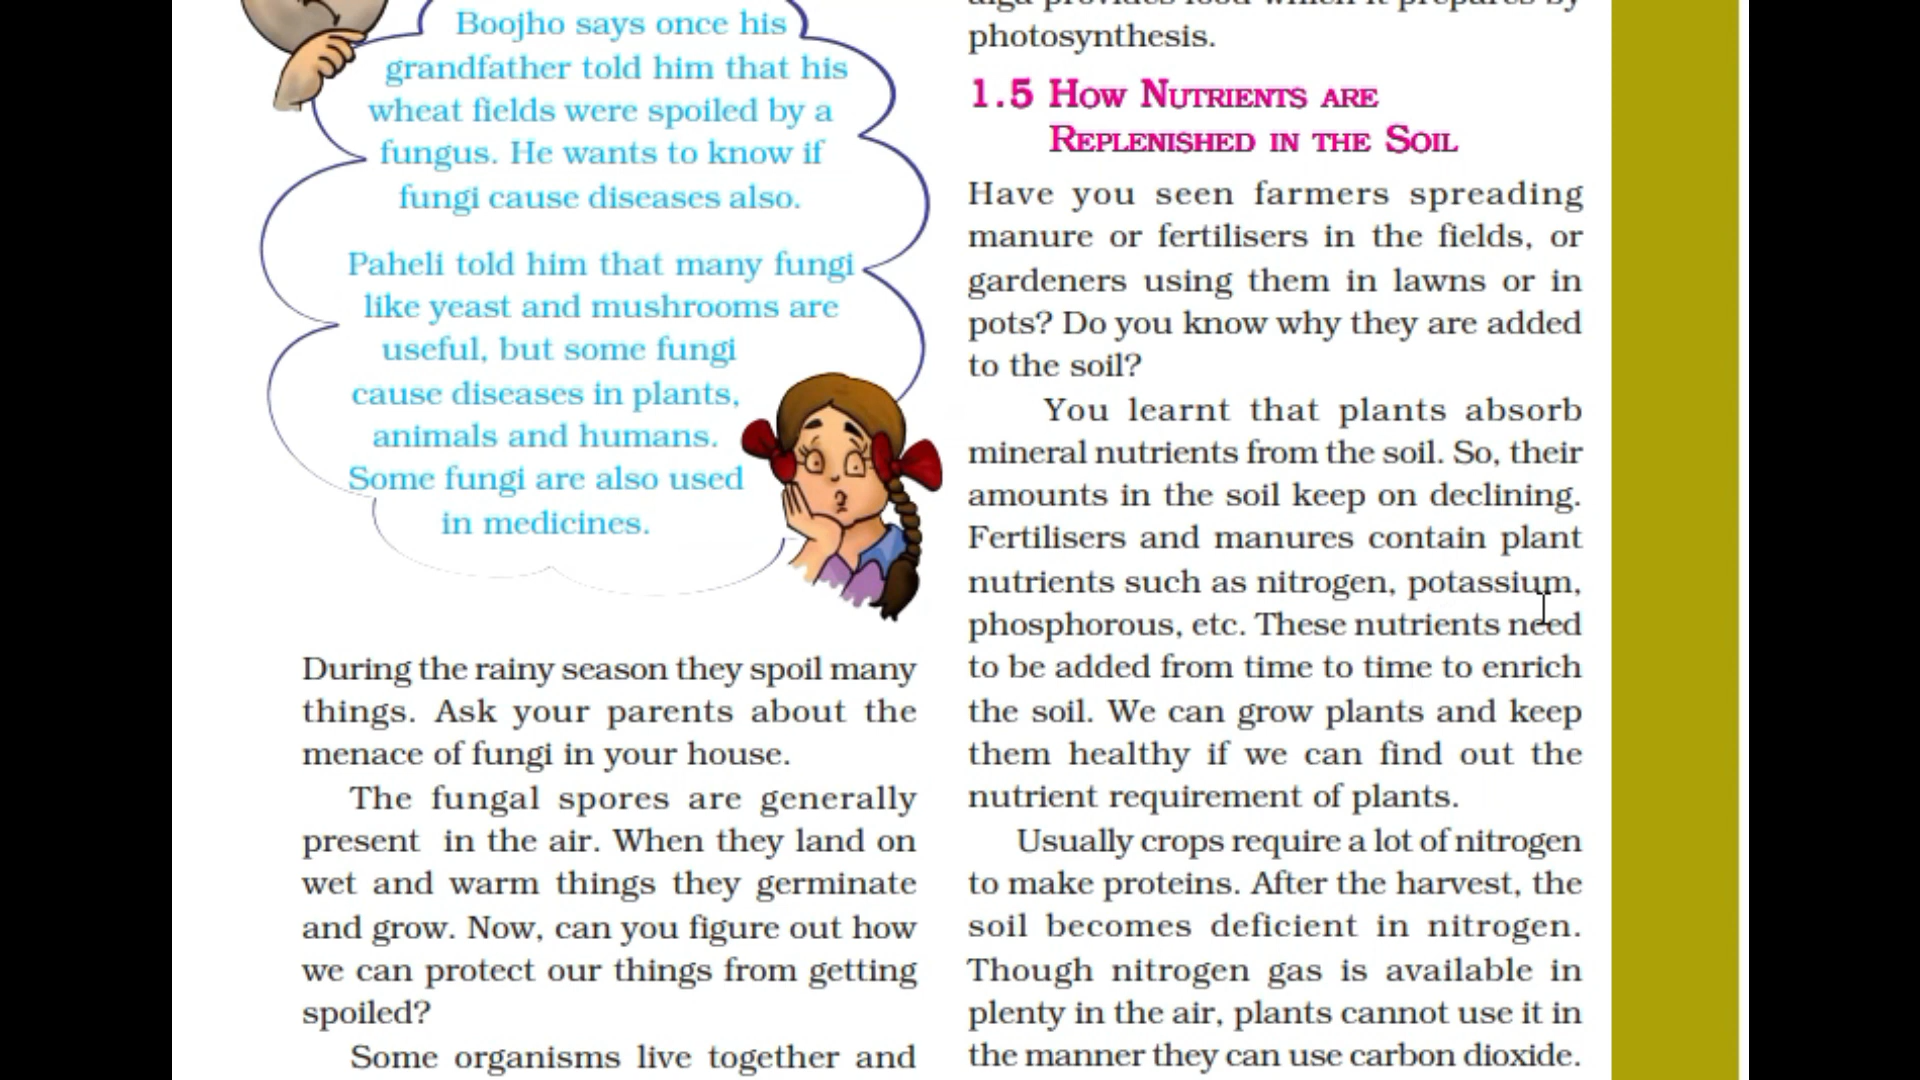 Boojho says once his
grandfather told him that his
wheat fields were spoiled by a
fungus. He wants to know if
fungi cause diseases also.
Paheli told him that many fungi
like yeast and mushrooms are
useful, but some fungi
cause diseases in plants,
animals and humans.
Some fungi are also used
in medicines.
During the rainy season they spoil many
things. Ask your parents about the
menace of fungi in your house.
The fungal spores are generally
present in the air. When they land on
wet and warm things they germinate
and grow. Now, can you figure out how
we can protect our things from getting
spoiled?
Some organisms live together and
alga provides food which it prepares by
photosynthesis.
1.5 How Nutrients are
Replenished in the Soil
Have you seen farmers spreading
manure or fertilisers in the fields, or
gardeners using them in lawns or in
pots? Do you know why they are added
to the soil?
You learnt that plants absorb
mineral nutrients from the soil. So, their
amounts in the soil keep on declining.
Fertilisers and manures contain plant
nutrients such as nitrogen, potassium,
phosphorous, etc. These nutrients need
to be added from time to time to enrich
the soil. We can grow plants and keep
them healthy if we can find out the
nutrient requirement of plants.
Usually crops require a lot of nitrogen
to make proteins. After the harvest, the
soil becomes deficient in nitrogen.
Though nitrogen gas is available in
plenty in the air, plants cannot use it in
the manner they can use carbon dioxide.